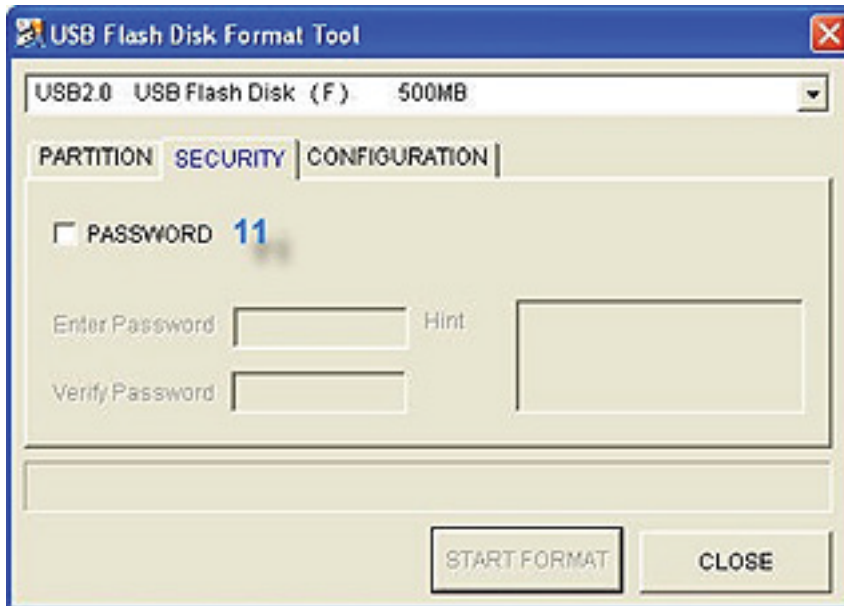 USB Flash Disk Format Tool
USB2.0 USB Flash Disk (F) 500MB
PARTITION SECURITY CONFIGURATION
PASSWORD 11
Enter Password Hint
Verify Password
START FORMAT CLOSE